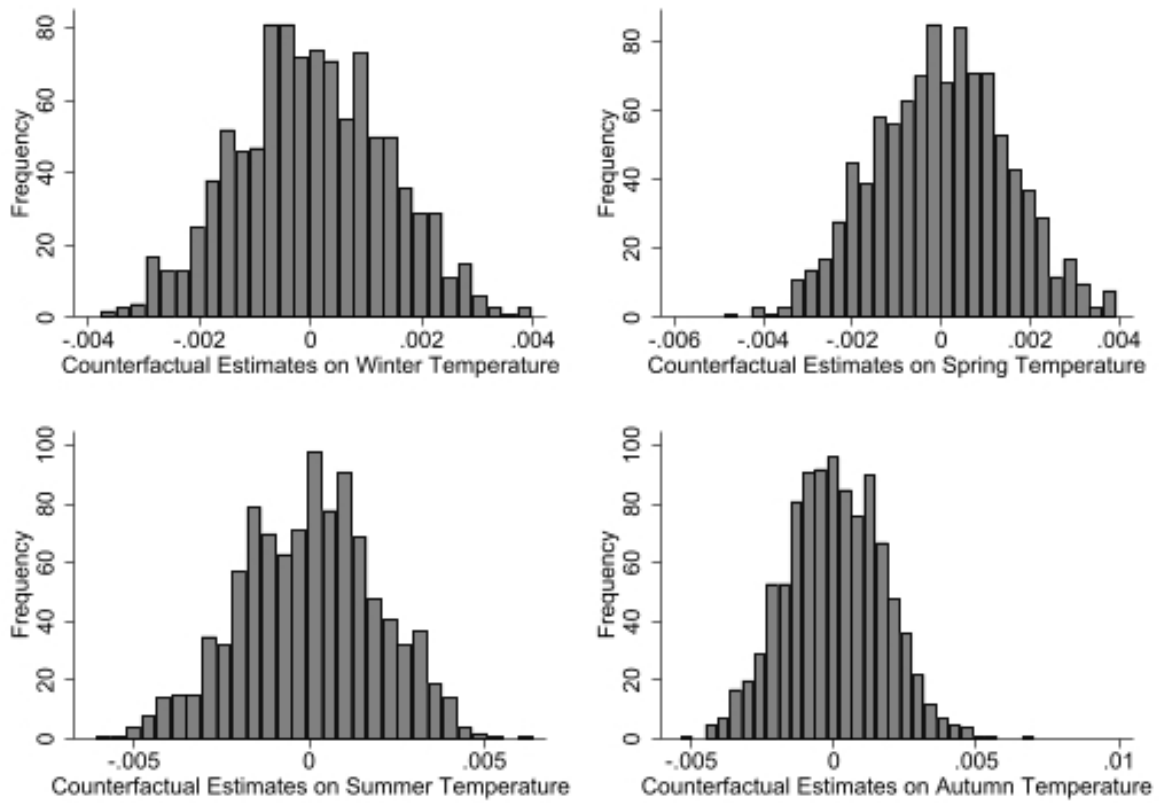 80
60
40
20
0
Frequency
-.004 -.002 0 .002 .004
Counterfactual Estimates on Winter Temperature
80
60
40
20
0
Frequency
-.006 -.004 -.002 0 .002 .004
Counterfactual Estimates on Spring Temperature
100
80
60
40
20
0
Frequency
-.005 0 .005
Counterfactual Estimates on Summer Temperature
100
80
60
40
20
0
Frequency
-.005 0 .005 .01
Counterfactual Estimates on Autumn Temperature